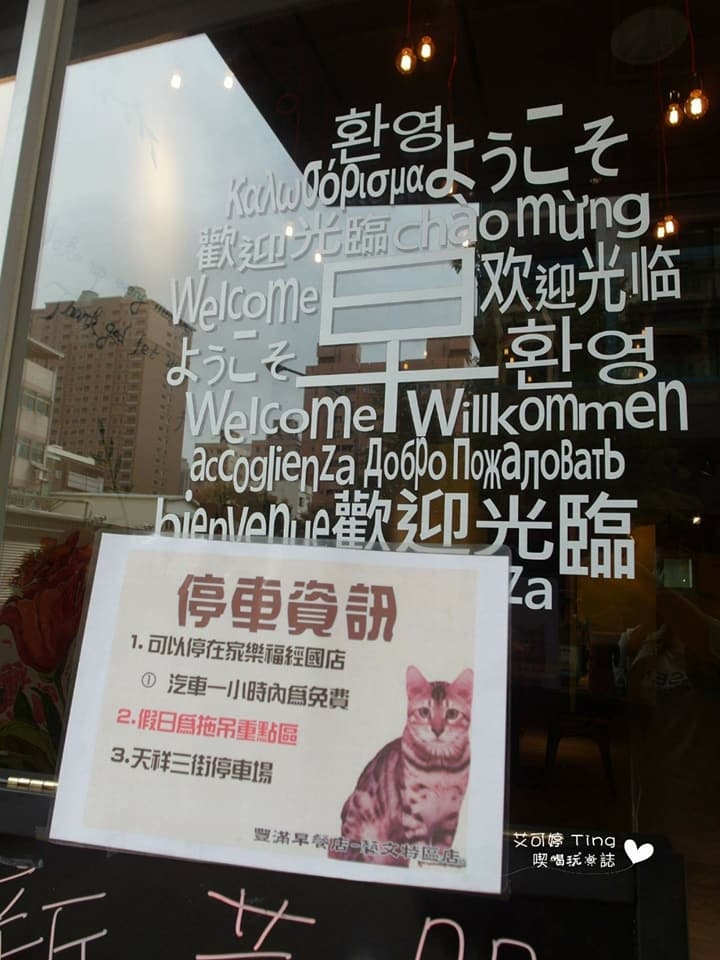 환영
ようこそ
Καλωσόρισμα
chào mừng
歡迎光臨
欢迎光临
Welcome
早
ようこそ
환영
Welcome
Willkommen
accoglienza
Добро Пожаловать
bienvenue
歡迎光臨
za
停車資訊
1. 可以停在家樂福經國店
① 汽車一小時內為免費
2. 假日為拖吊重點區
3. 天祥三街停車場
豐滿早餐店-藝文特區店
艾可婷 Ting
喫喝玩樂誌